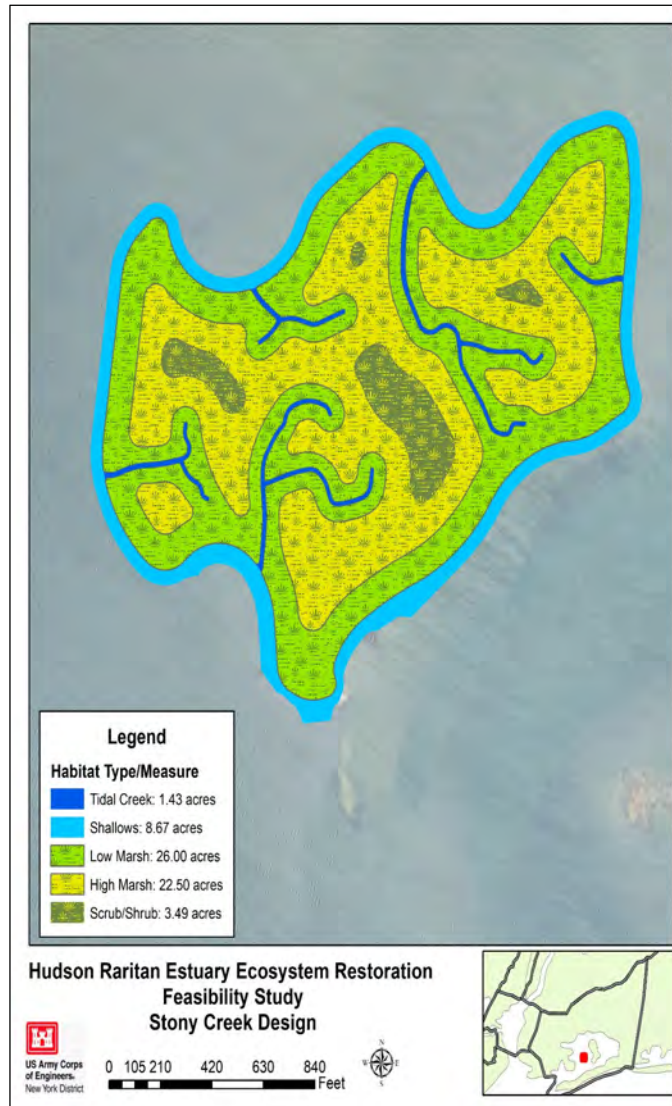 Legend
Habitat Type/Measure
Tidal Creek: 1.43 acres
Shallows: 8.67 acres
Low Marsh: 26.00 acres
High Marsh: 22.50 acres
Scrub/Shrub: 3.49 acres
Hudson Raritan Estuary Ecosystem Restoration
Feasibility Study
Stony Creek Design
US Army Corps
of Engineers®
New York District
0 105 210 420 630 840
Feet
N
W E
S